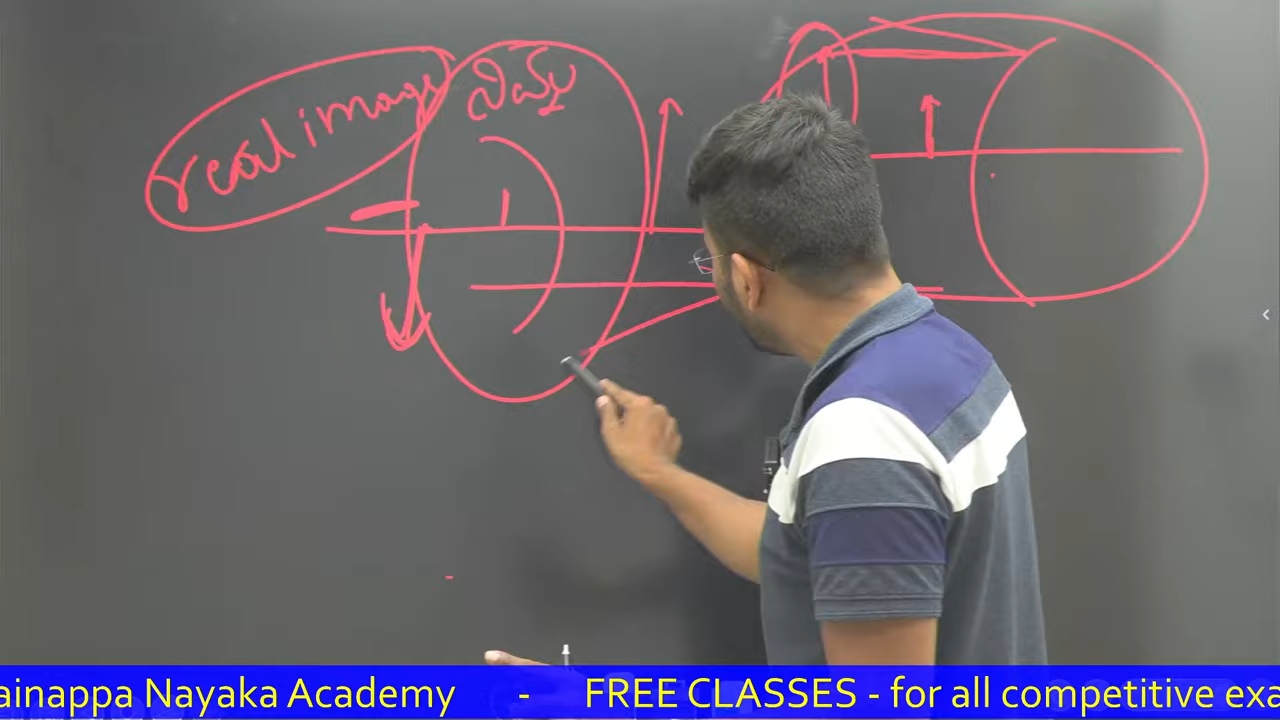 real image
ನಿಮ್ನ
ainappa Nayaka Academy - FREE CLASSES - for all competitive exa